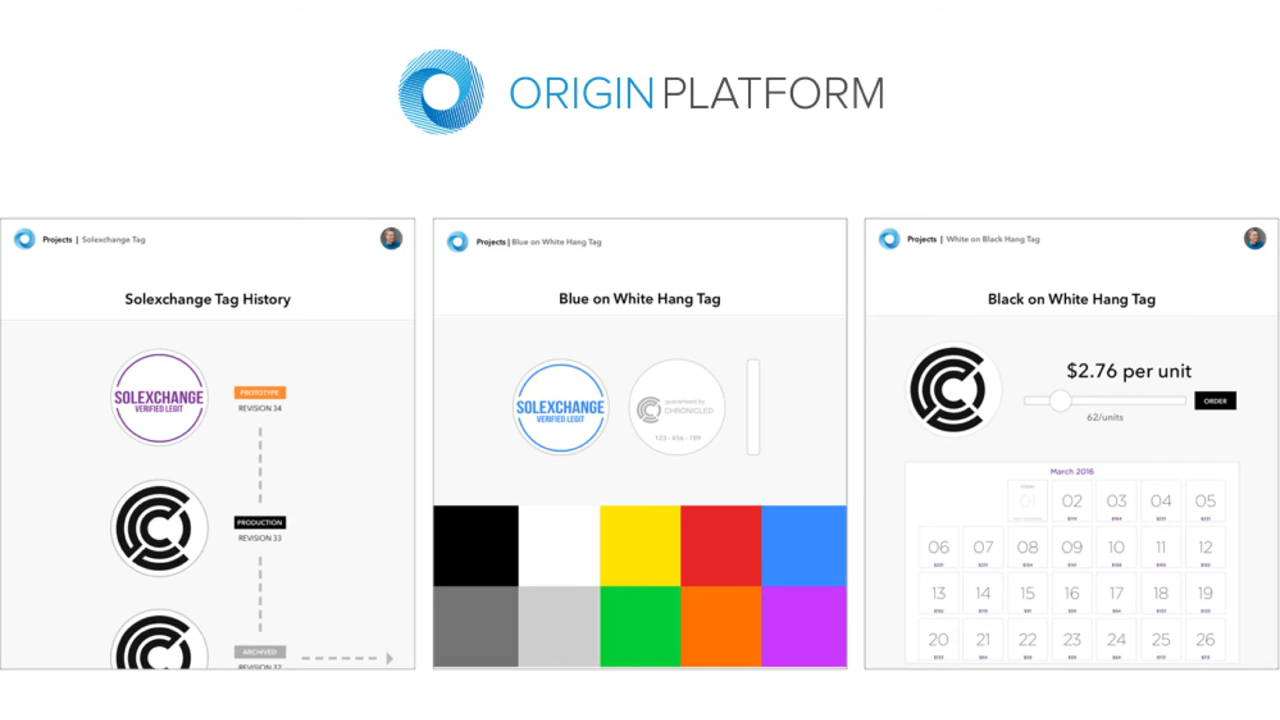 ORIGIN PLATFORM
Projects | Solexchange Tag
Solexchange Tag History
SOLEXCHANGE
VERIFIED LEGIT
PROTOTYPE
REVISION 34
PRODUCTION
REVISION 33
ARCHIVED
REVISION 32
Projects | Blue on White Hang Tag
Blue on White Hang Tag
SOLEXCHANGE
VERIFIED LEGIT
guaranteed by
CHRONICLED
123 - 456 - 789
Projects | White on Black Hang Tag
Black on White Hang Tag
$2.76 per unit
ORDER
62/units
March 2016
today
01 02 03 04 05
06 07 08 09 10 11 12
13 14 15 16 17 18 19
20 21 22 23 24 25 26